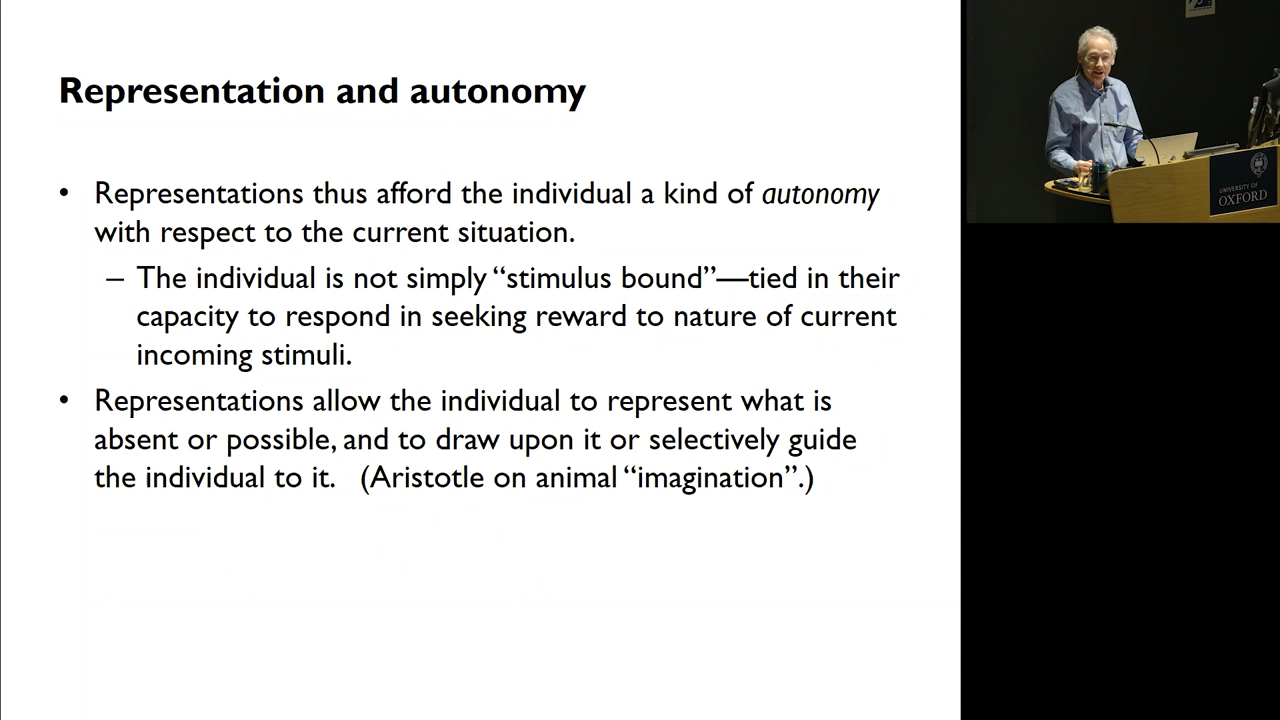 Representation and autonomy
• Representations thus afford the individual a kind of autonomy
with respect to the current situation.
– The individual is not simply “stimulus bound”—tied in their
capacity to respond in seeking reward to nature of current
incoming stimuli.
• Representations allow the individual to represent what is
absent or possible, and to draw upon it or selectively guide
the individual to it. (Aristotle on animal “imagination”.)
UNIVERSITY OF
OXFORD